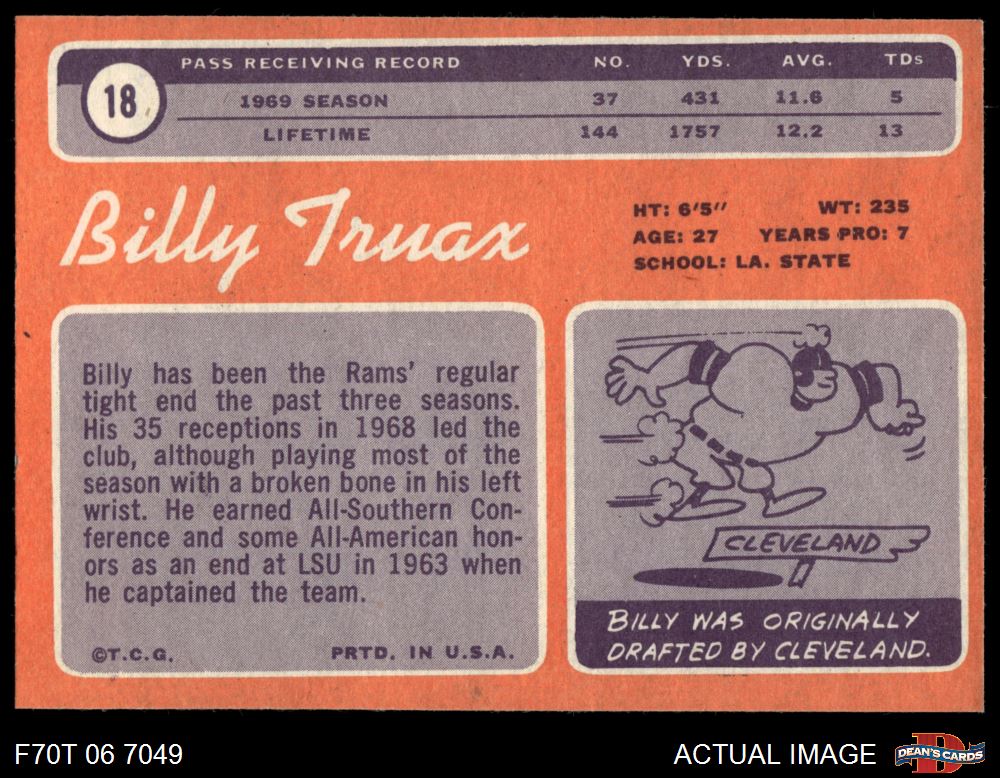 PASS RECEIVING RECORD NO. YDS. AVG. TDs
18
1969 SEASON 37 431 11.6 5
LIFETIME 144 1757 12.2 13
Billy Truax
HT: 6'5" WT: 235
AGE: 27 YEARS PRO: 7
SCHOOL: LA. STATE
Billy has been the Rams' regular
tight end the past three seasons.
His 35 receptions in 1968 led the
club, although playing most of the
season with a broken bone in his left
wrist. He earned All-Southern Con-
ference and some All-American hon-
ors as an end at LSU in 1963 when
he captained the team.
©T.C.G. PRTD. IN U.S.A.
CLEVELAND
BILLY WAS ORIGINALLY
DRAFTED BY CLEVELAND.
F70T 06 7049 ACTUAL IMAGE DEAN'S CARDS